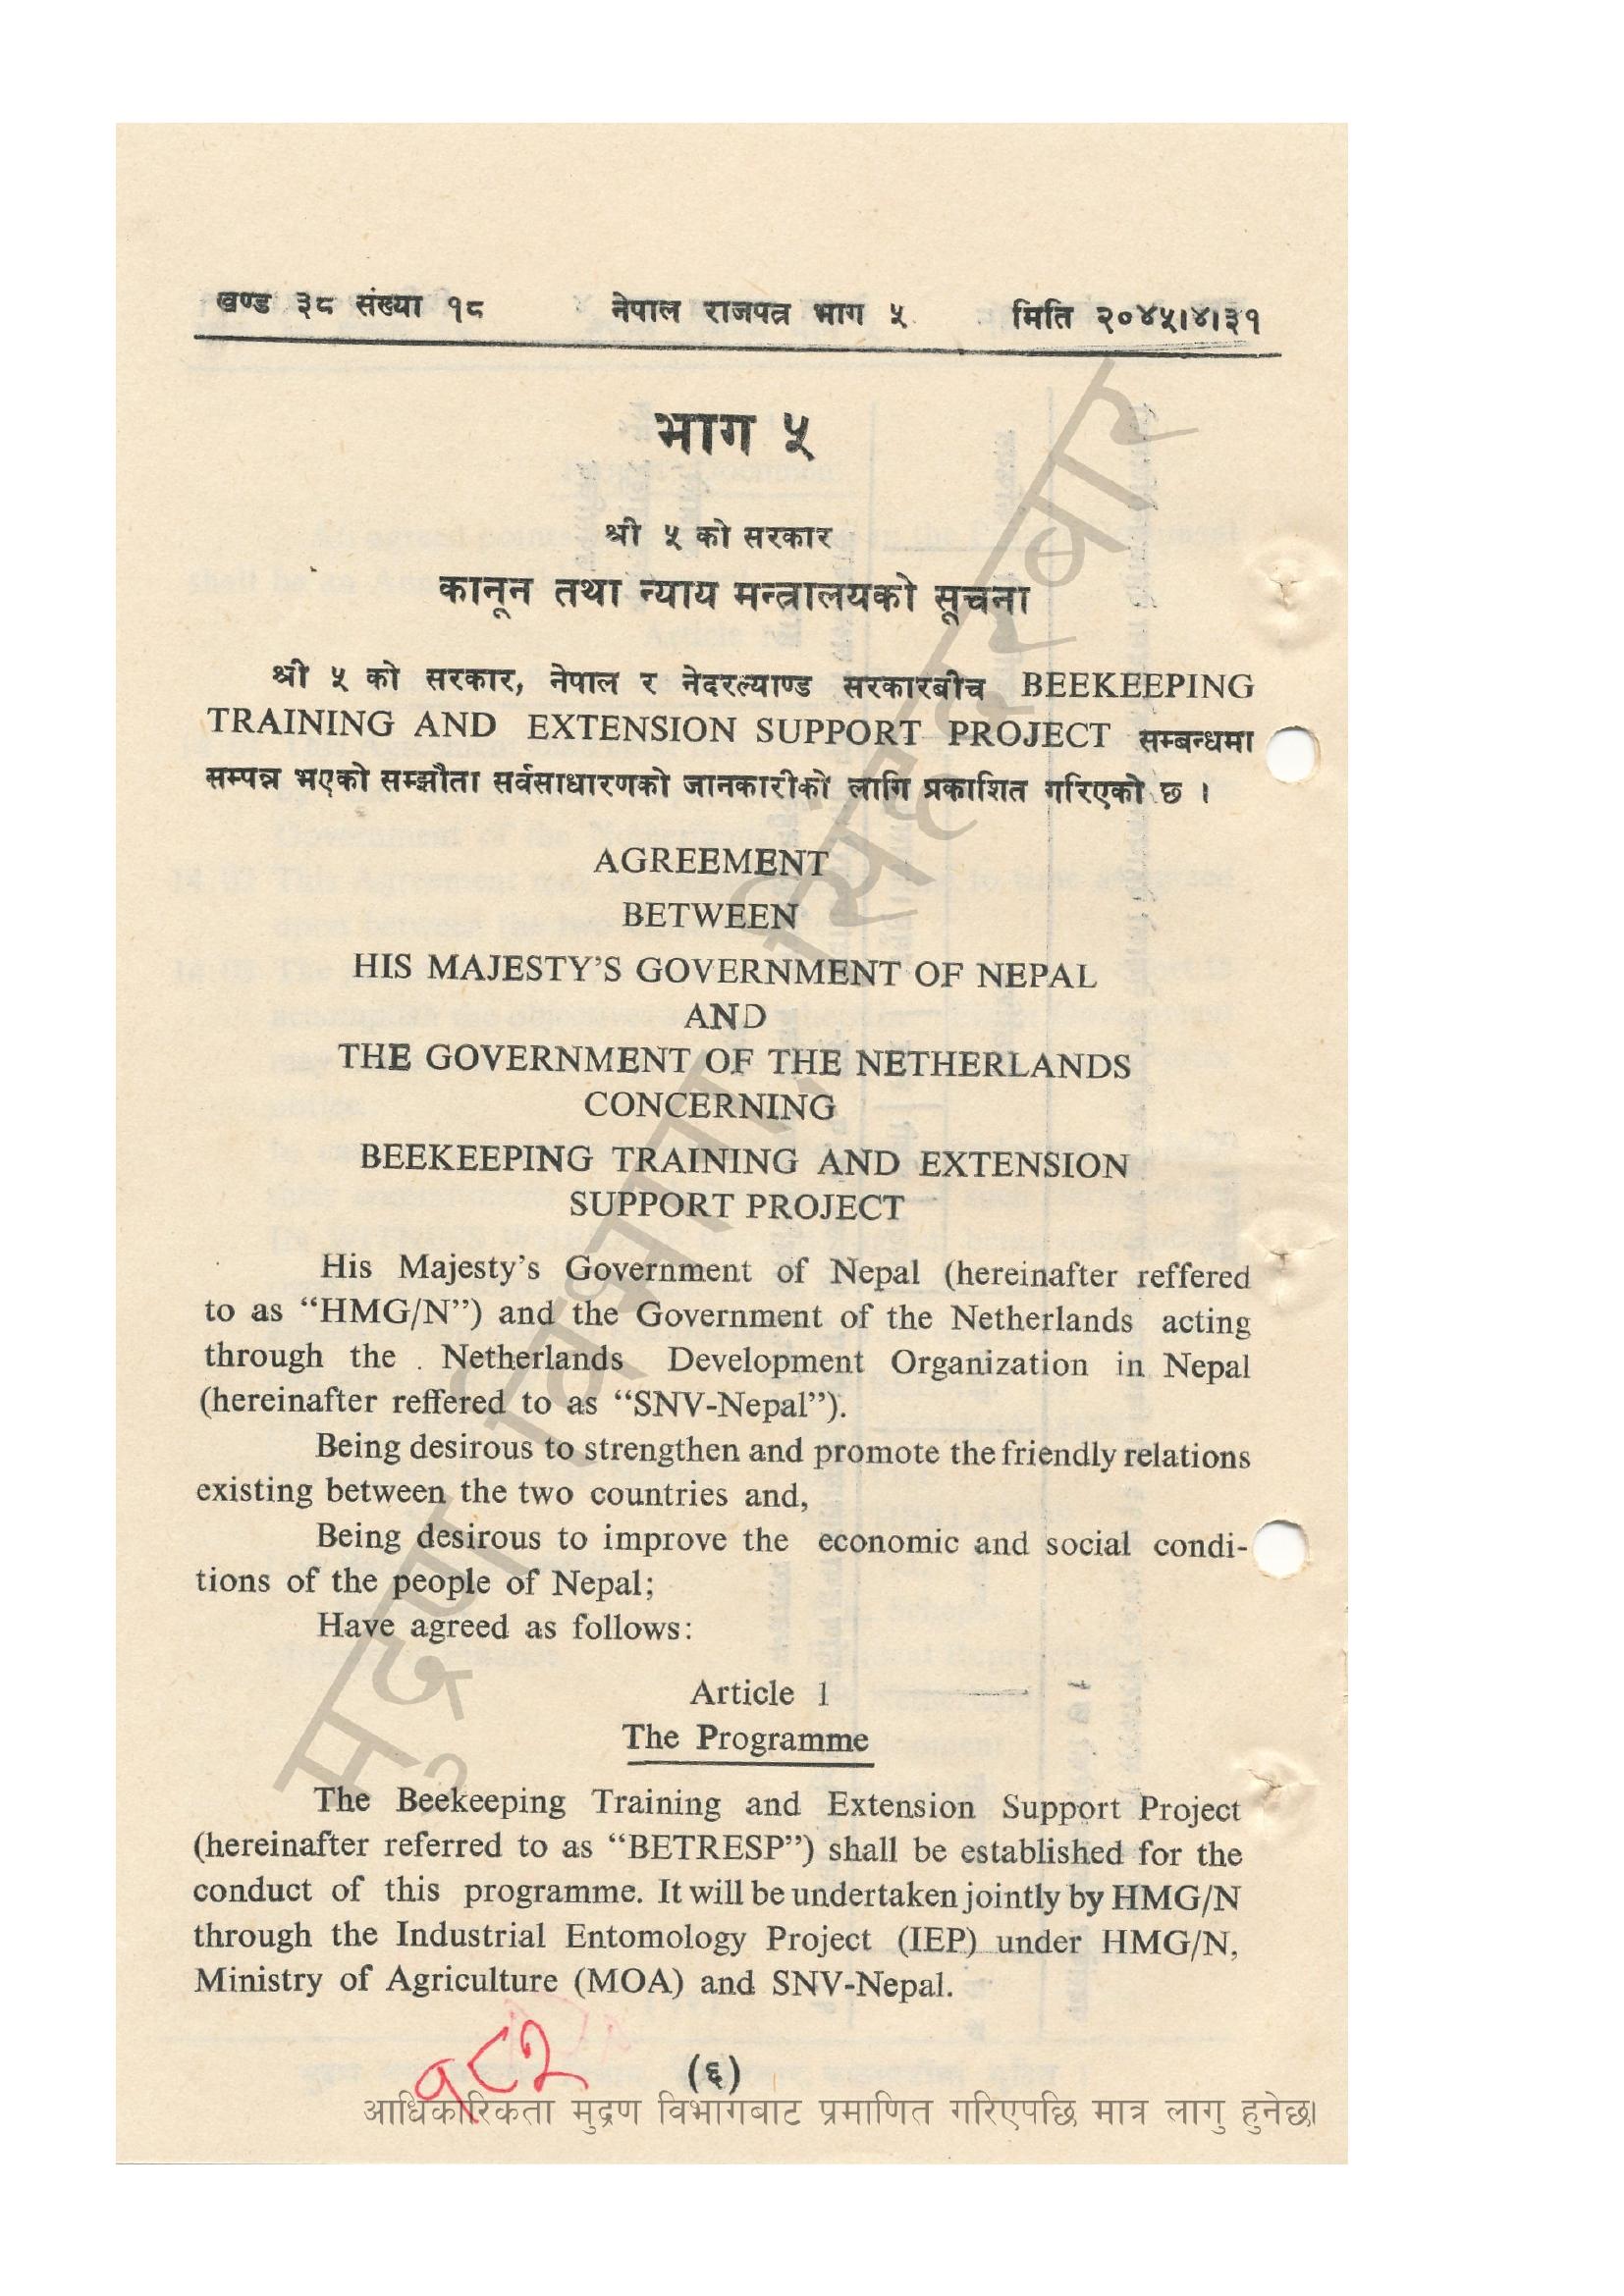 खण्ड ३८ संख्या १८ नेपाल राजपत्र भाग ५ मिति २०४५।४।३१
भाग ५
श्री ५ को सरकार
कानून तथा न्याय मन्त्रालयको सूचना
श्री ५ को सरकार, नेपाल र नेदरल्याण्ड सरकारबीच BEEKEEPING
TRAINING AND EXTENSION SUPPORT PROJECT सम्बन्धमा
सम्पन्न भएको सम्झौता सर्वसाधारणको जानकारीको लागि प्रकाशित गरिएको छ ।
AGREEMENT
BETWEEN
HIS MAJESTY'S GOVERNMENT OF NEPAL
AND
THE GOVERNMENT OF THE NETHERLANDS
CONCERNING
BEEKEEPING TRAINING AND EXTENSION
SUPPORT PROJECT
His Majesty's Government of Nepal (hereinafter reffered
to as “HMG/N”) and the Government of the Netherlands acting
through the . Netherlands Development Organization in Nepal
(hereinafter reffered to as “SNV-Nepal”).
Being desirous to strengthen and promote the friendly relations
existing between the two countries and,
Being desirous to improve the economic and social condi-
tions of the people of Nepal;
Have agreed as follows:
Article 1
The Programme
The Beekeeping Training and Extension Support Project
(hereinafter referred to as “BETRESP”) shall be established for the
conduct of this programme. It will be undertaken jointly by HMG/N
through the Industrial Entomology Project (IEP) under HMG/N,
Ministry of Agriculture (MOA) and SNV-Nepal.
१८२
(६)
आधिकारिकता मुद्रण विभागबाट प्रमाणित गरिएपछि मात्र लागु हुनेछ।
मुद्रण विभाग, सिंहदरबार